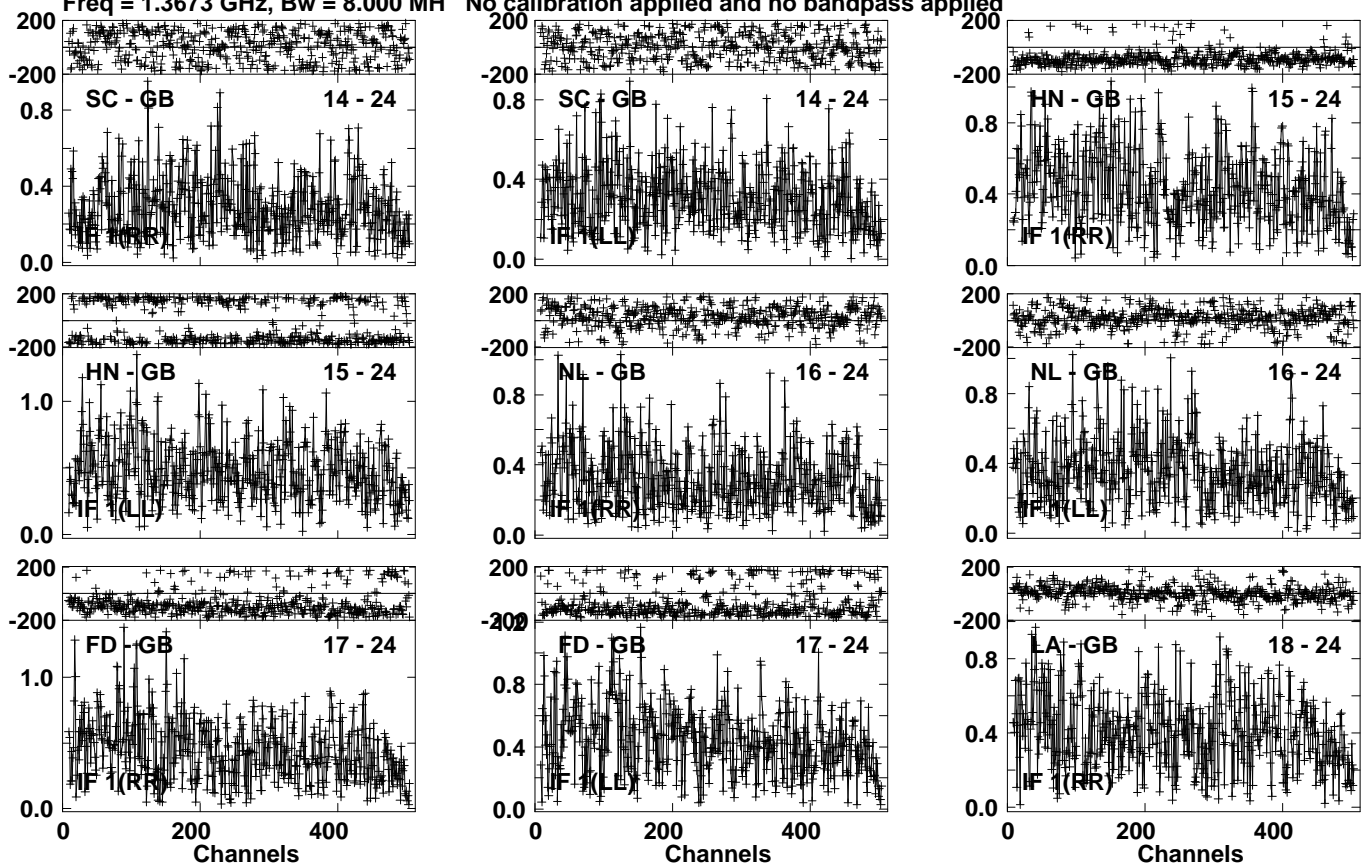 Freq = 1.3673 GHz, Bw = 8.000 MH No calibration applied and no bandpass applied
200
-200
SC - GB 14 - 24
0.8
0.4
IF 1(RR)
0.0
SC - GB 14 - 24
0.8
0.4
IF 1(LL)
0.0
200
-200
HN - GB 15 - 24
0.8
0.4
IF 1(RR)
0.0
200
-200
HN - GB 15 - 24
1.0
IF 1(LL)
0.0
200
-200
NL - GB 16 - 24
0.8
0.4
IF 1(RR)
0.0
200
-200
NL - GB 16 - 24
0.8
0.4
IF 1(LL)
0.0
200
-200
FD - GB 17 - 24
1.0
IF 1(RR)
0.0
0 200 400
Channels
200
-200
1.2
FD - GB 17 - 24
0.8
0.4
IF 1(LL)
0.0
0 200 400
Channels
200
-200
LA - GB 18 - 24
0.8
0.4
IF 1(RR)
0.0
0 200 400
Channels